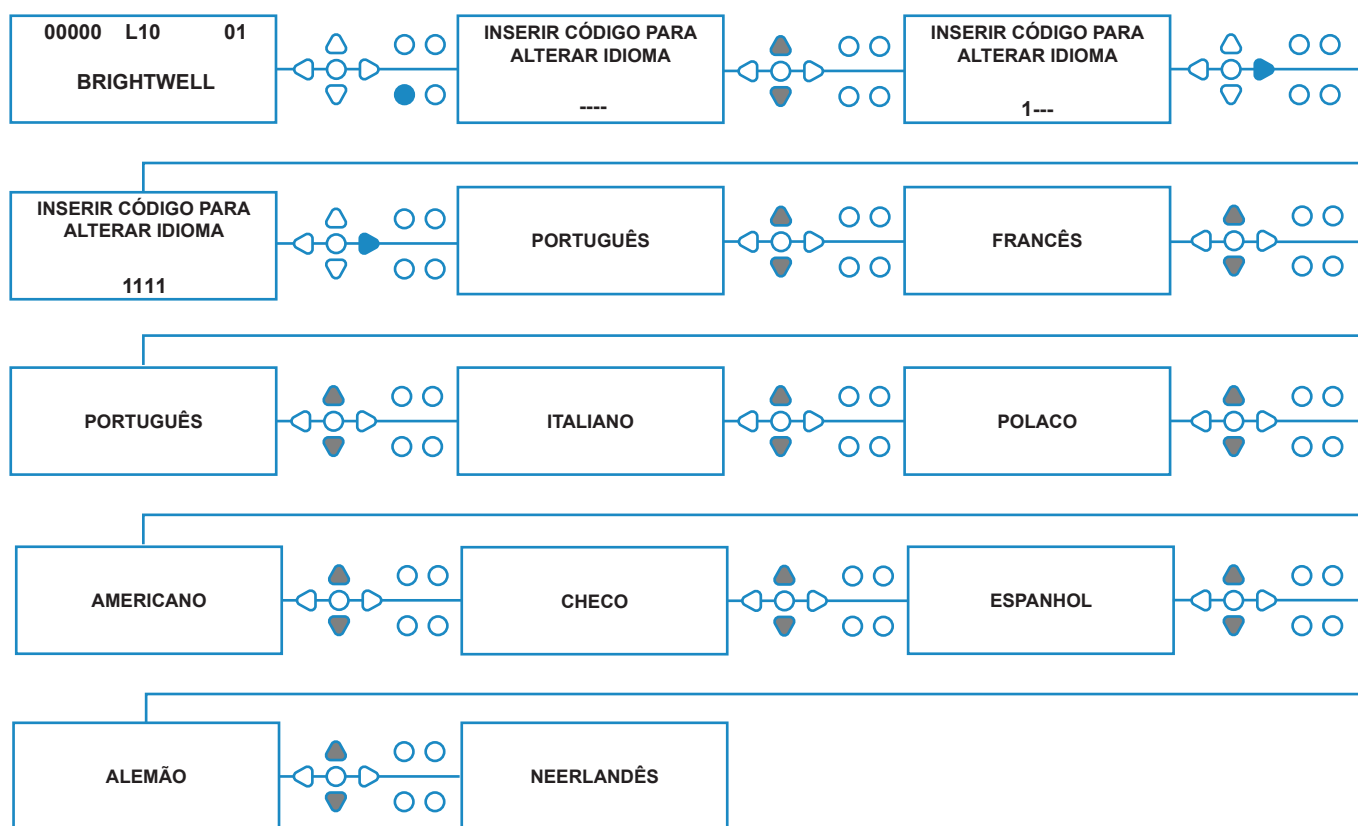 00000 L10 01
BRIGHTWELL
INSERIR CÓDIGO PARA
ALTERAR IDIOMA
----
INSERIR CÓDIGO PARA
ALTERAR IDIOMA
1---
INSERIR CÓDIGO PARA
ALTERAR IDIOMA
1111
PORTUGUÊS
FRANCÊS
PORTUGUÊS
ITALIANO
POLACO
AMERICANO
CHECO
ESPANHOL
ALEMÃO
NEERLANDÊS